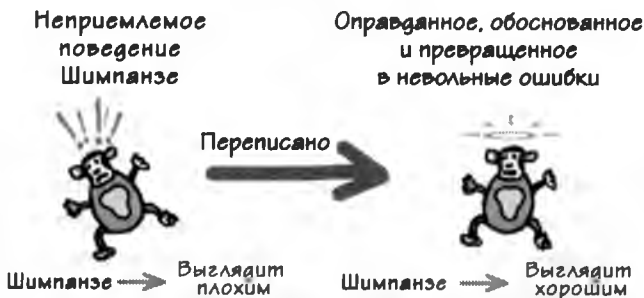 Неприемлемое
поведение
Шимпанзе
Оправданное, обоснованное
и превращенное
в невольные ошибки
Переписано
Шимпанзе
Выглядит
плохим
Шимпанзе
Выглядит
хорошим